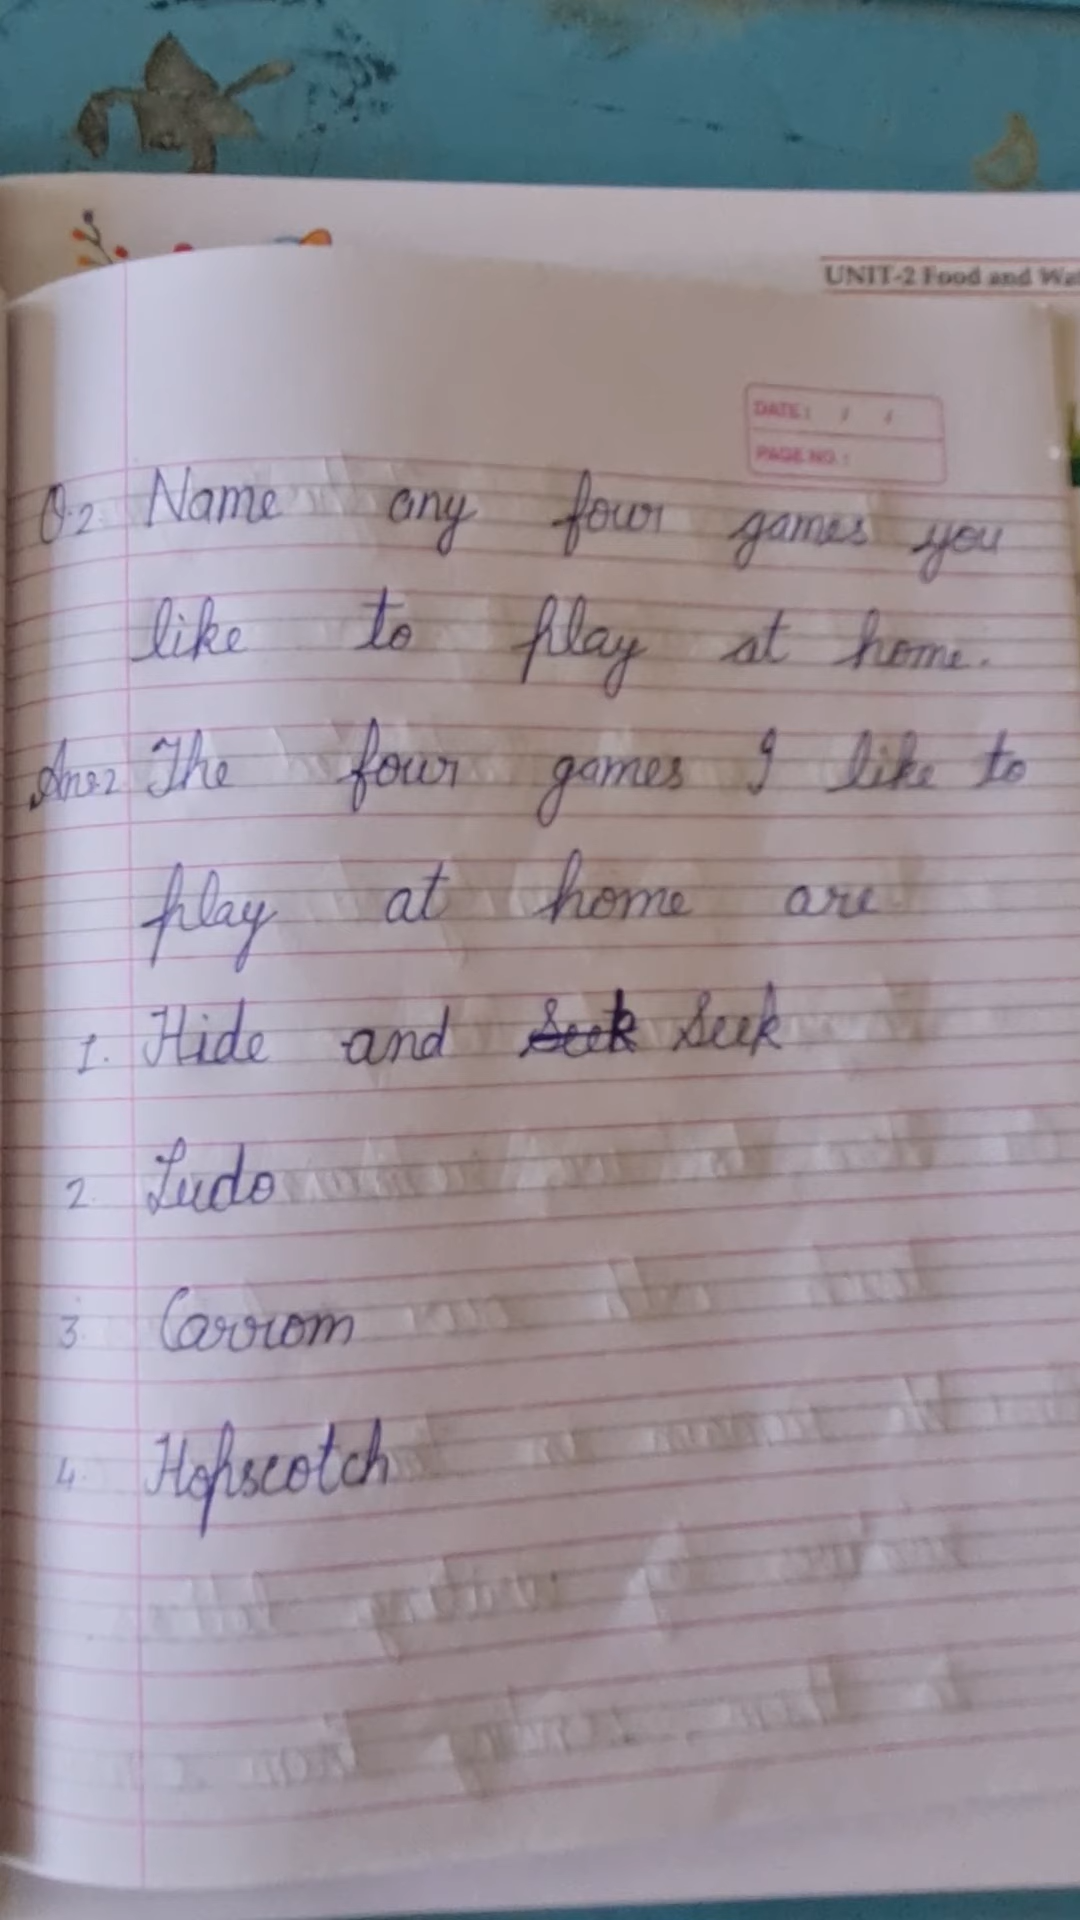 UNIT-2 Food and Wat
DATE: / /
PAGE NO.:
Q.2. Name any four games you
like to play at home.
Ans.2 The four games I like to
play at home are
1. Hide and Seek Seek
2. Ludo
3. Carrom
4. Hopscotch